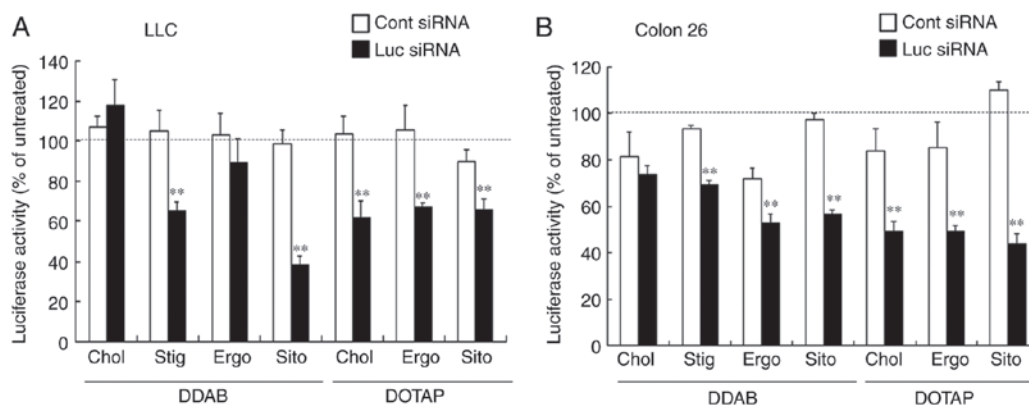 A
LLC
Cont siRNA
Luc siRNA
Luciferase activity (% of untreated)
140
120
100
80
60
40
20
0
**
**
**
**
**
Chol Stig Ergo Sito Chol Ergo Sito
DDAB DOTAP
B
Colon 26
Cont siRNA
Luc siRNA
Luciferase activity (% of untreated)
120
100
80
60
40
20
0
**
**
**
**
**
**
Chol Stig Ergo Sito Chol Ergo Sito
DDAB DOTAP